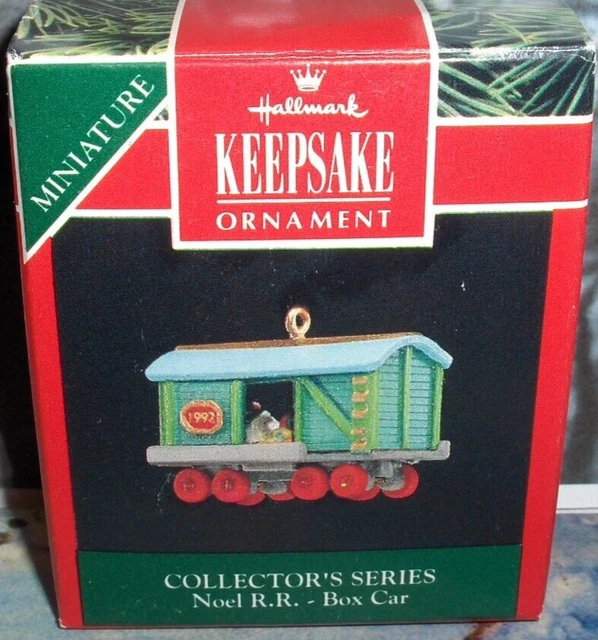 MINIATURE
Hallmark
KEEPSAKE
ORNAMENT
1992
COLLECTOR'S SERIES
Noel R.R. - Box Car